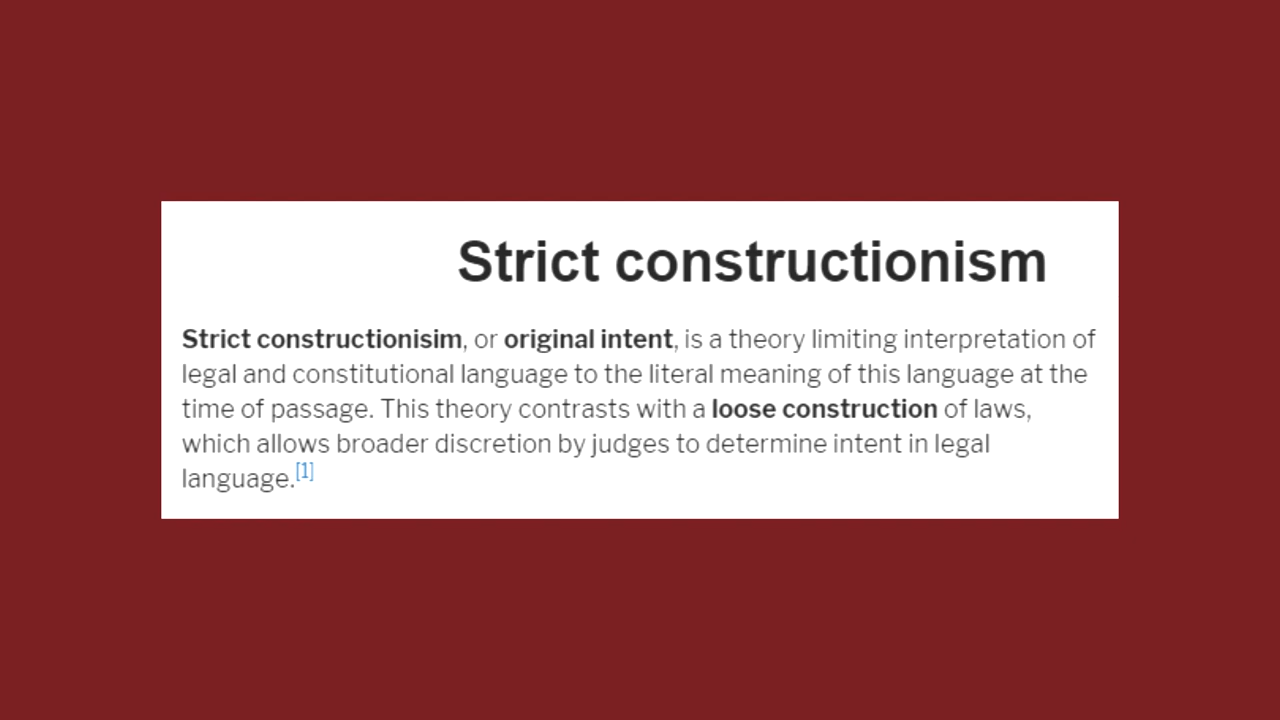 Strict constructionism
Strict constructionisim, or original intent, is a theory limiting interpretation of
legal and constitutional language to the literal meaning of this language at the
time of passage. This theory contrasts with a loose construction of laws,
which allows broader discretion by judges to determine intent in legal
language.[1]